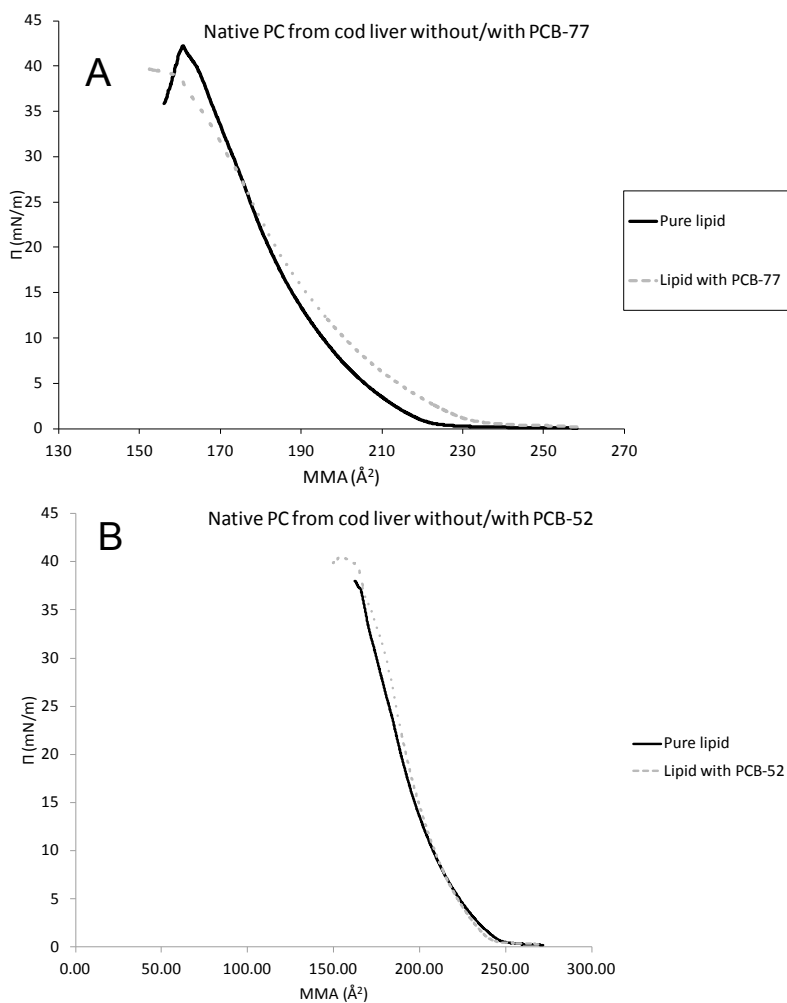 Native PC from cod liver without/with PCB-77
A
45
40
35
30
25
20
15
10
5
0
Π (mN/m)
130 150 170 190 210 230 250 270
MMA (Å²)
Pure lipid
Lipid with PCB-77
Native PC from cod liver without/with PCB-52
B
45
40
35
30
25
20
15
10
5
0
Π (mN/m)
0.00 50.00 100.00 150.00 200.00 250.00 300.00
MMA (Å²)
Pure lipid
Lipid with PCB-52